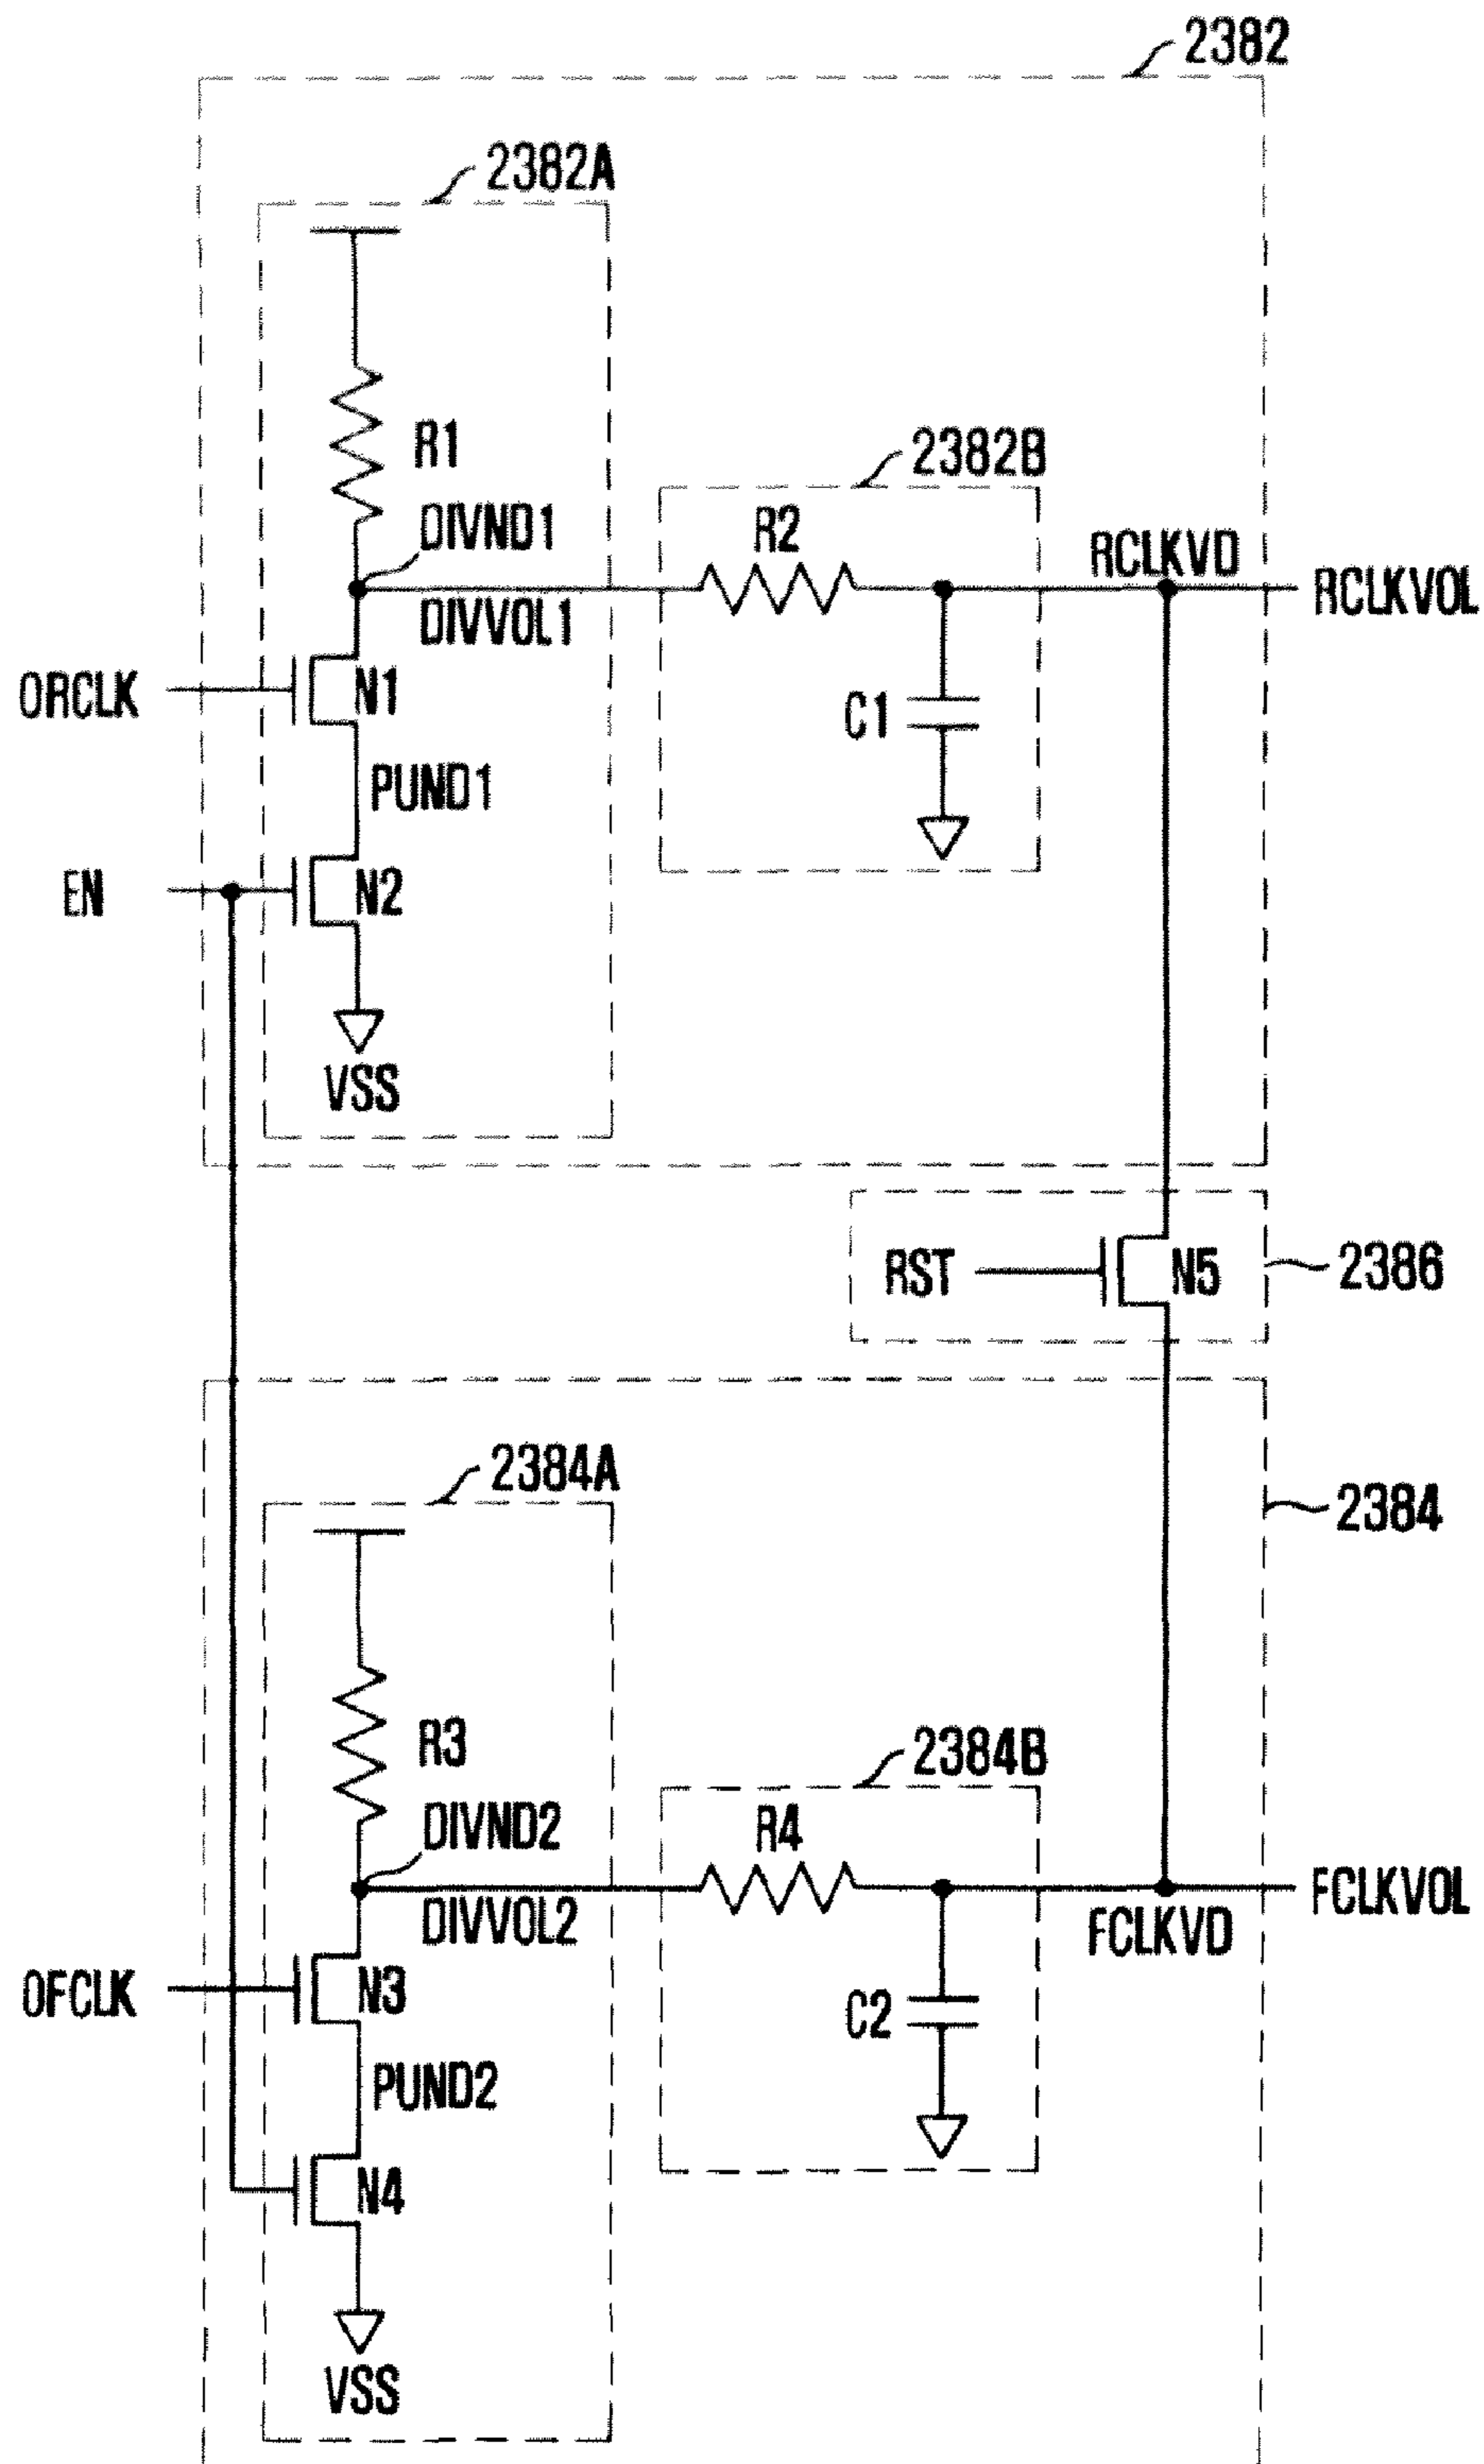 2382
2382A
R1
2382B
DIVND1
R2
RCLKVD
RCLKVOL
DIVVOL1
ORCLK
N1
C1
PUND1
EN
N2
VSS
RST
N5
2386
2384A
2384
R3
2384B
DIVND2
R4
FCLKVOL
DIVVOL2
FCLKVD
OFCLK
N3
C2
PUND2
N4
VSS